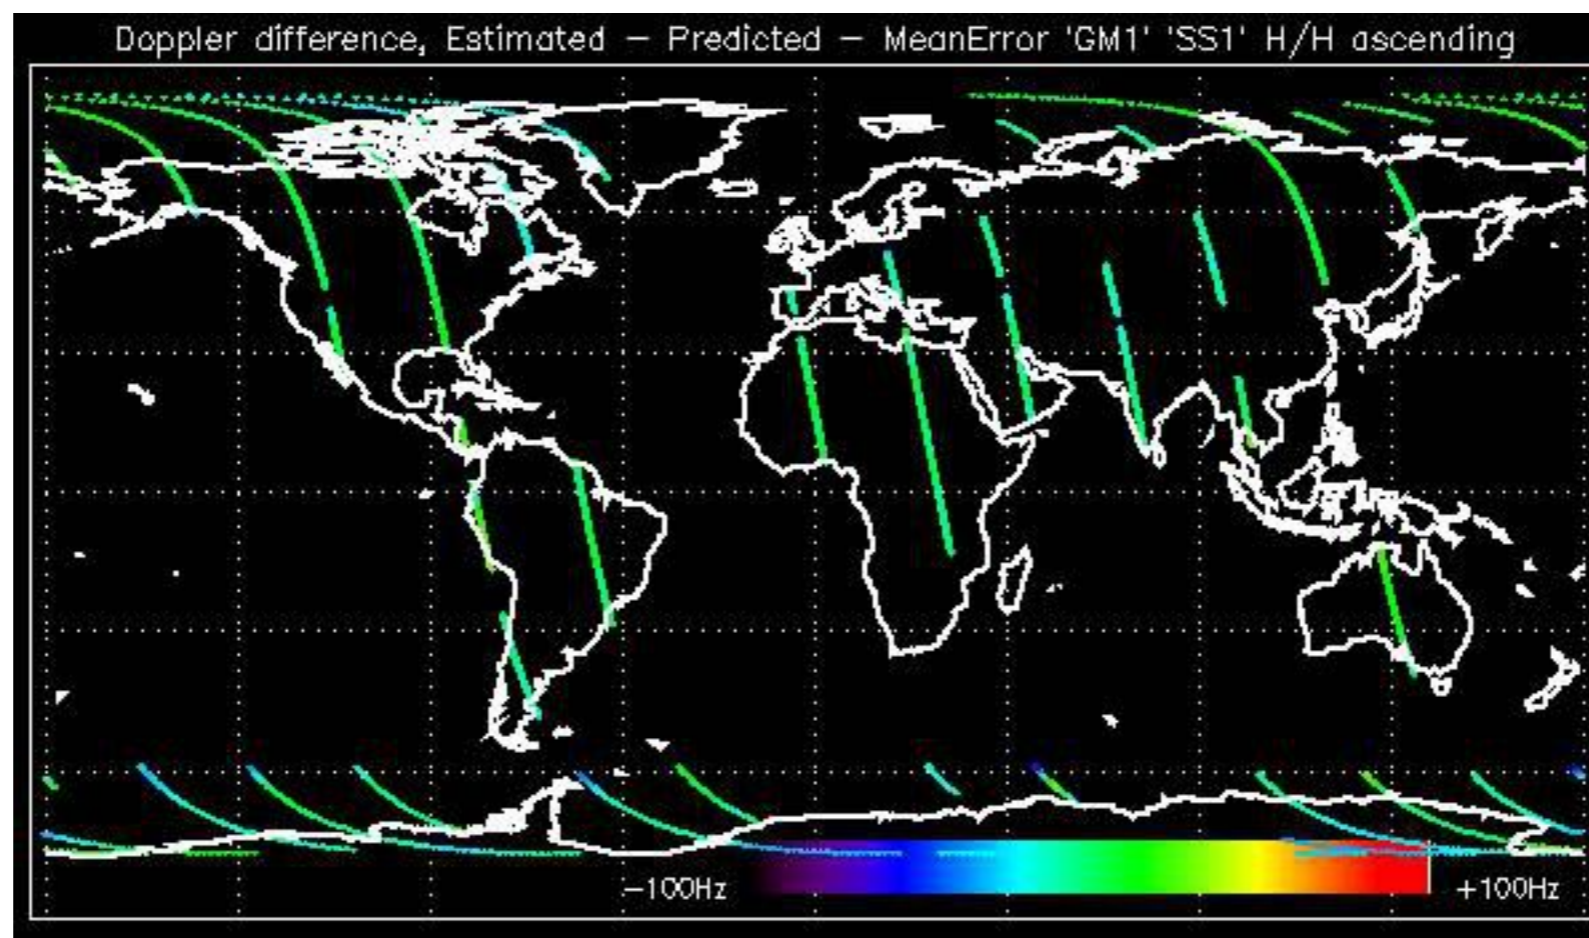 Doppler difference, Estimated – Predicted – MeanError 'GM1' 'SS1' H/H ascending
–100Hz +100Hz